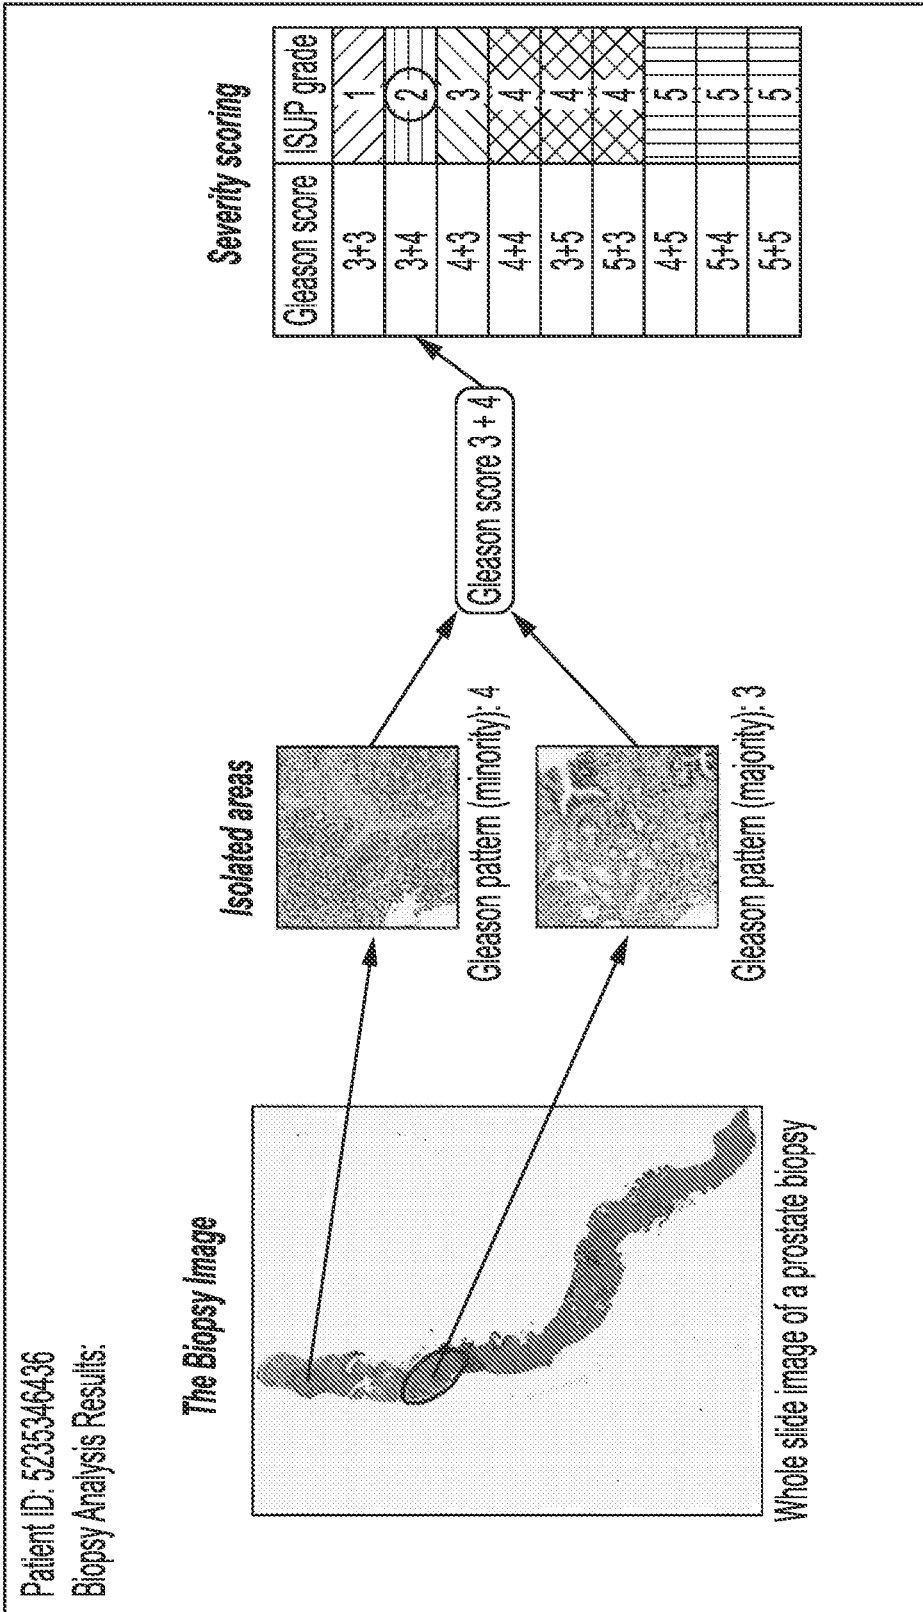 Patient ID: 5235346436
Biopsy Analysis Results:
The Biopsy Image
Whole slide image of a prostate biopsy
Isolated areas
Gleason pattern (minority): 4
Gleason pattern (majority): 3
Gleason score 3 + 4
Severity scoring
Gleason score ISUP grade
3+3 1
3+4 2
4+3 3
4+4 4
3+5 4
5+3 4
4+5 5
5+4 5
5+5 5